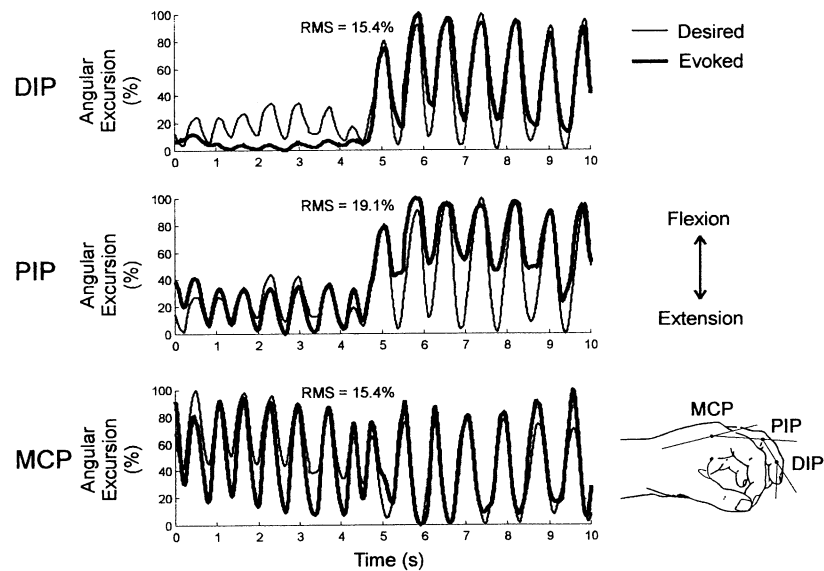 DIP
Angular
Excursion
(%)
RMS = 15.4%
100
80
60
40
20
0
0 1 2 3 4 5 6 7 8 9 10
Desired
Evoked
PIP
Angular
Excursion
(%)
RMS = 19.1%
100
80
60
40
20
0
0 1 2 3 4 5 6 7 8 9 10
Flexion
Extension
MCP
Angular
Excursion
(%)
RMS = 15.4%
100
80
60
40
20
0
0 1 2 3 4 5 6 7 8 9 10
Time (s)
MCP
PIP
DIP